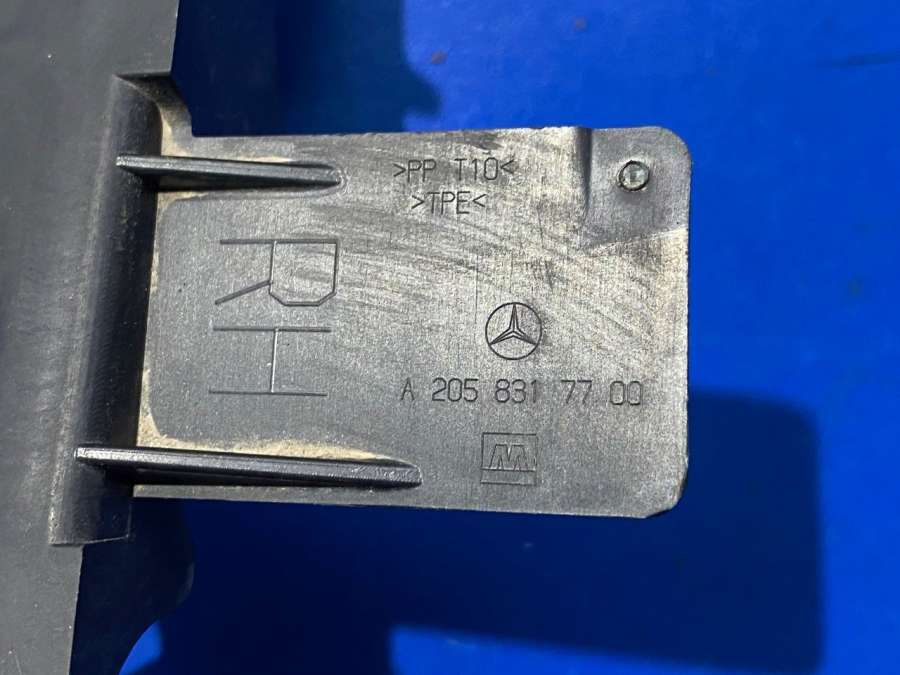 >PP T10<
>TPE<
RH
A 205 831 77 00